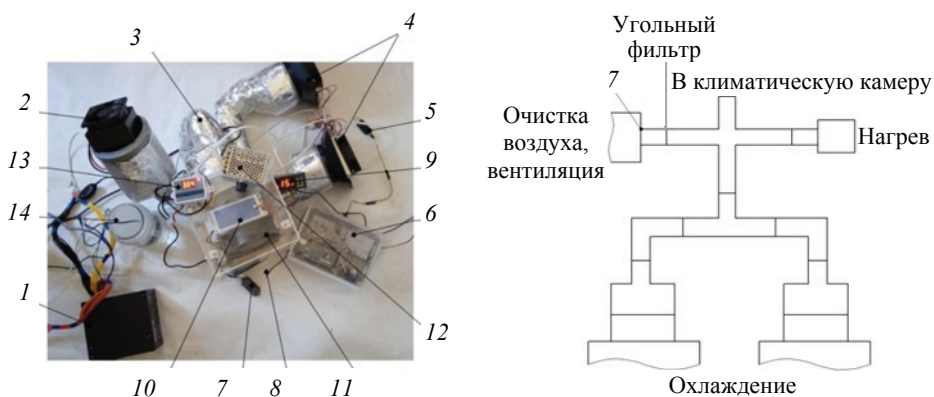 3
4
2
5
13
9
14
6
1
12
10
7
8
11
Угольный
фильтр
7
В климатическую камеру
Очистка
воздуха,
вентиляция
Нагрев
Охлаждение